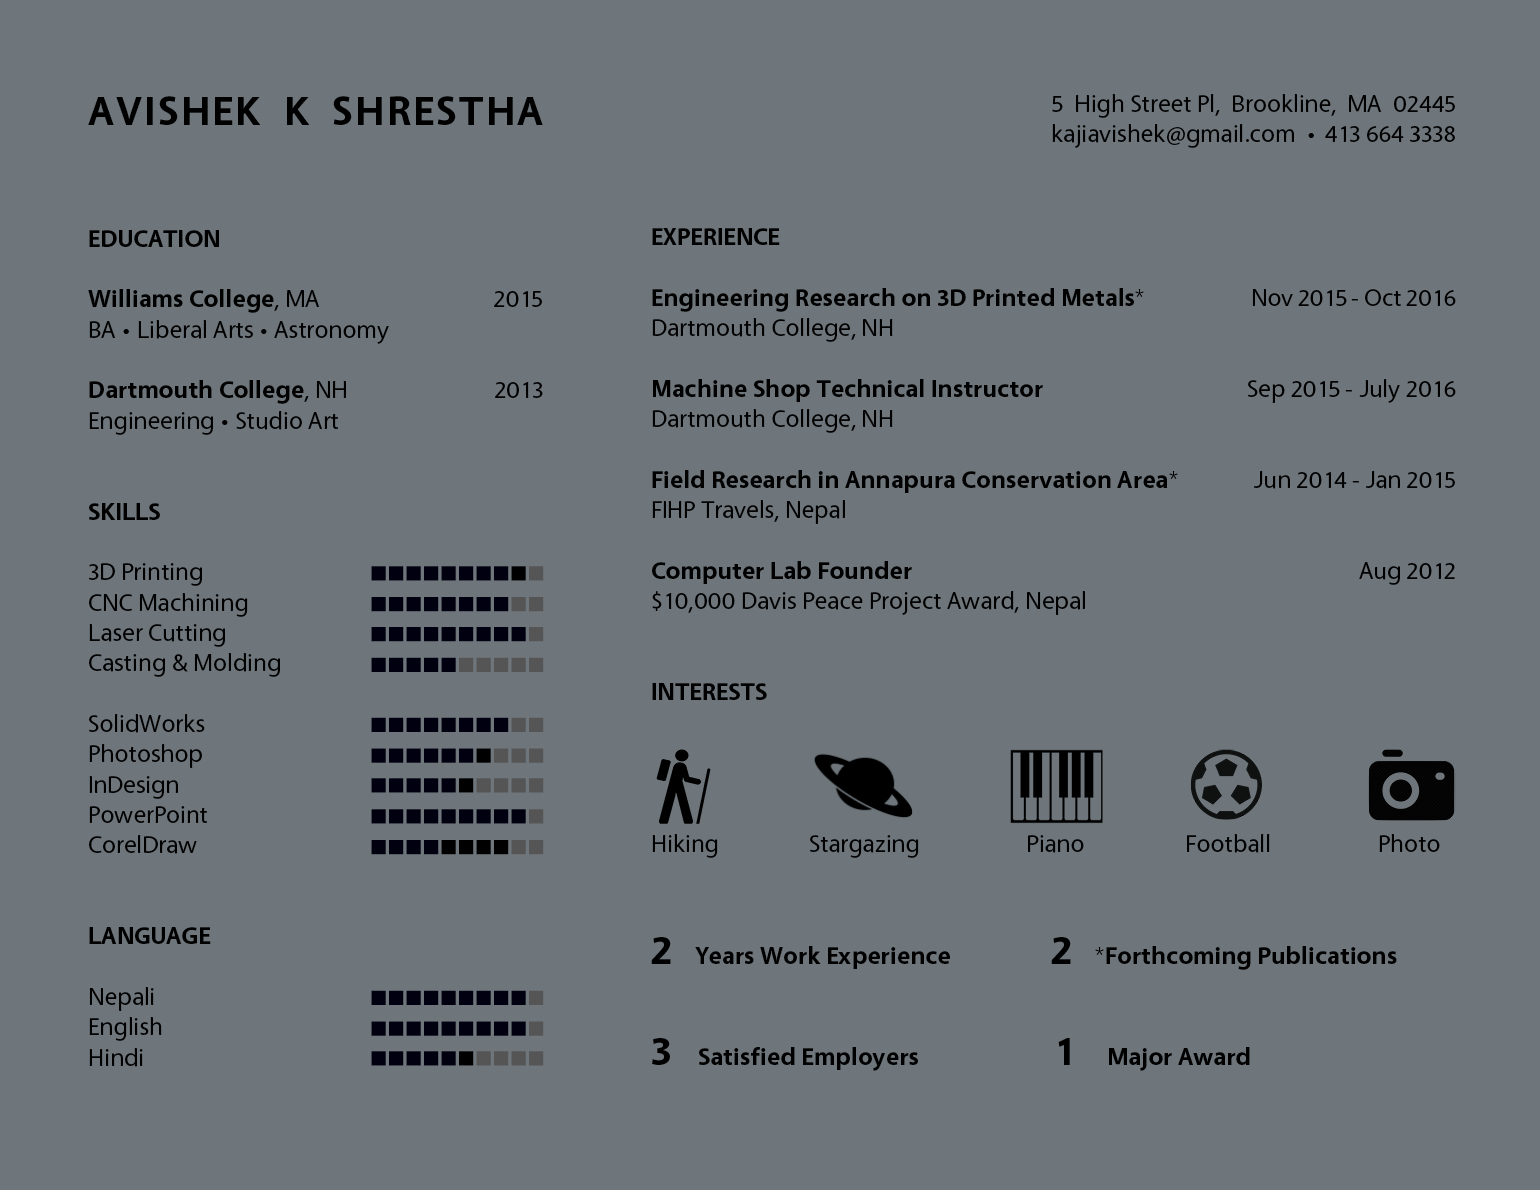 AVISHEK K SHRESTHA
5 High Street Pl, Brookline, MA 02445
kajiavishek@gmail.com • 413 664 3338
EDUCATION
Williams College, MA 2015
BA • Liberal Arts • Astronomy
Dartmouth College, NH 2013
Engineering • Studio Art
SKILLS
3D Printing
CNC Machining
Laser Cutting
Casting & Molding
SolidWorks
Photoshop
InDesign
PowerPoint
CorelDraw
LANGUAGE
Nepali
English
Hindi
EXPERIENCE
Engineering Research on 3D Printed Metals* Nov 2015 - Oct 2016
Dartmouth College, NH
Machine Shop Technical Instructor Sep 2015 - July 2016
Dartmouth College, NH
Field Research in Annapura Conservation Area* Jun 2014 - Jan 2015
FIHP Travels, Nepal
Computer Lab Founder Aug 2012
$10,000 Davis Peace Project Award, Nepal
INTERESTS
Hiking Stargazing Piano Football Photo
2 Years Work Experience 2 *Forthcoming Publications
3 Satisfied Employers 1 Major Award